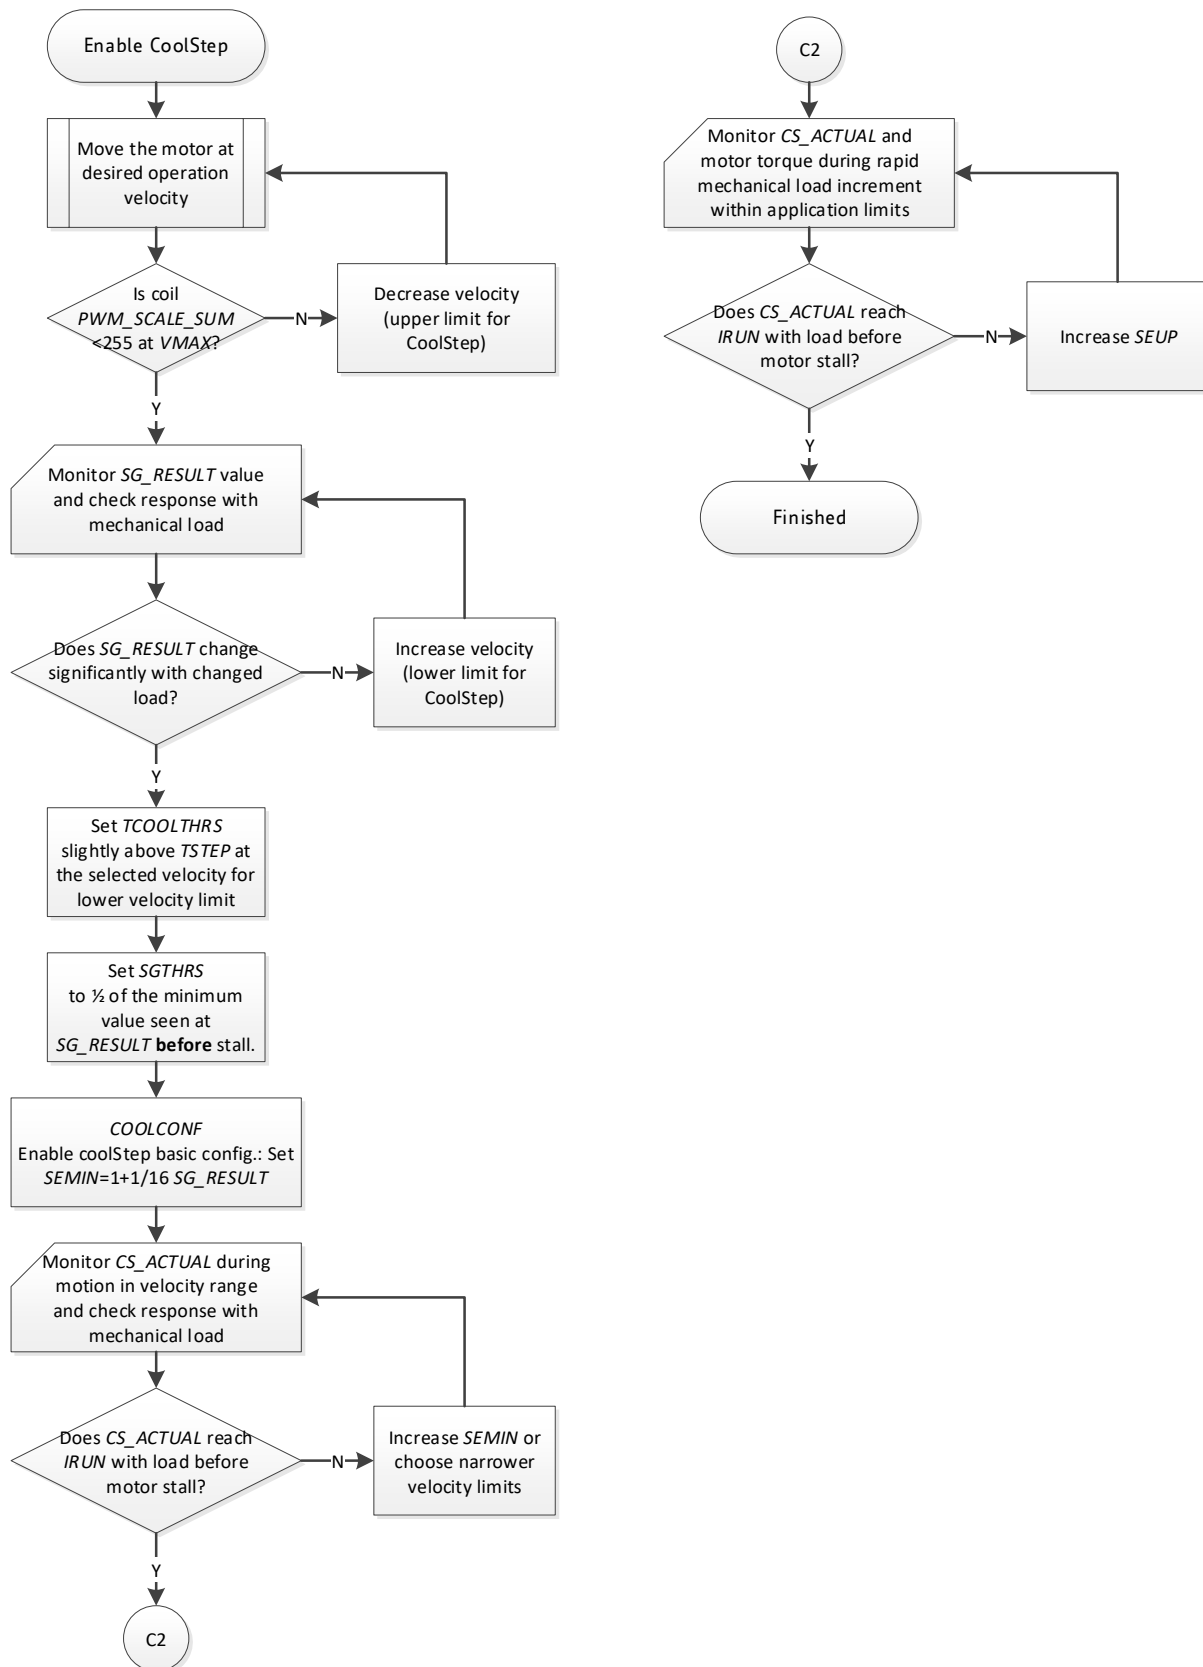 Enable CoolStep
Move the motor at
desired operation
velocity
Is coil
PWM_SCALE_SUM
<255 at VMAX?
N
Decrease velocity
(upper limit for
CoolStep)
Y
Monitor SG_RESULT value
and check response with
mechanical load
Does SG_RESULT change
significantly with changed
load?
N
Increase velocity
(lower limit for
CoolStep)
Y
Set TCOOLTHRS
slightly above TSTEP at
the selected velocity for
lower velocity limit
Set SGTHRS
to ½ of the minimum
value seen at
SG_RESULT before stall.
COOLCONF
Enable coolStep basic config.: Set
SEMIN=1+1/16 SG_RESULT
Monitor CS_ACTUAL during
motion in velocity range
and check response with
mechanical load
Does CS_ACTUAL reach
IRUN with load before
motor stall?
N
Increase SEMIN or
choose narrower
velocity limits
Y
C2
C2
Monitor CS_ACTUAL and
motor torque during rapid
mechanical load increment
within application limits
Does CS_ACTUAL reach
IRUN with load before
motor stall?
N
Increase SEUP
Y
Finished